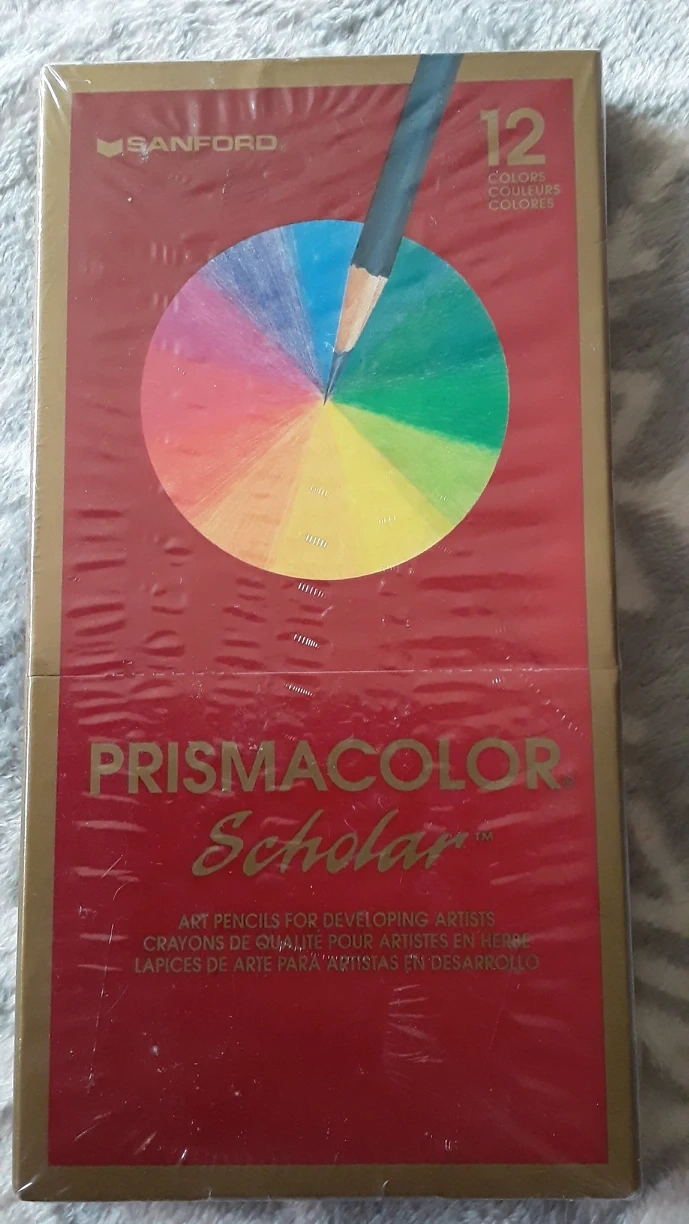 SANFORD®
12
COLORS
COULEURS
COLORES
PRISMACOLOR®
Scholar™
ART PENCILS FOR DEVELOPING ARTISTS
CRAYONS DE QUALITÉ POUR ARTISTES EN HERBE
LAPICES DE ARTE PARA ARTISTAS EN DESARROLLO